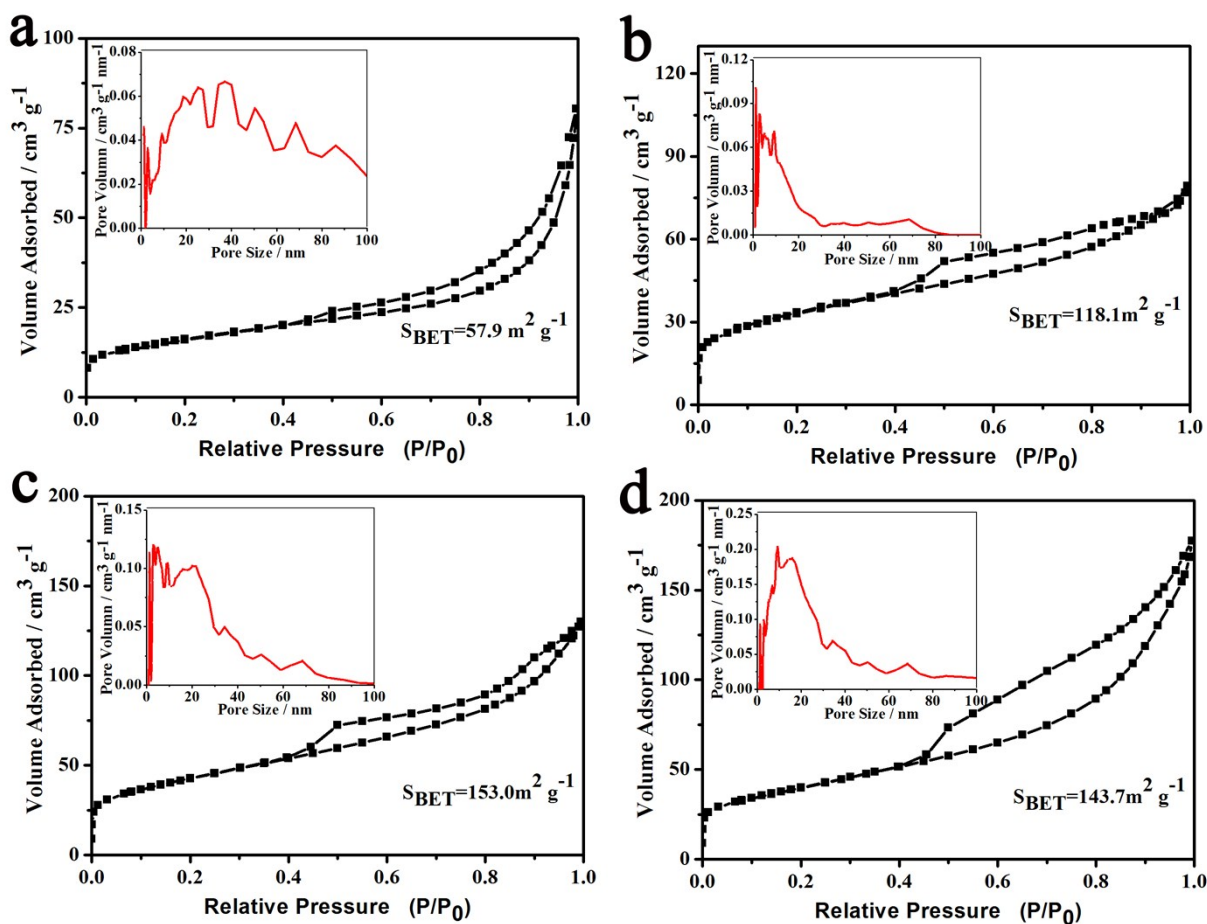 a
Volume Adsorbed / cm³ g⁻¹
100
75
50
25
0
0.0 0.2 0.4 0.6 0.8 1.0
Relative Pressure (P/P₀)
S_BET=57.9 m² g⁻¹
Pore Volumn / cm³ g⁻¹ nm⁻¹
0.08
0.06
0.04
0.02
0.00
0 20 40 60 80 100
Pore Size / nm
b
Volume Adsorbed / cm³ g⁻¹
120
90
60
30
0
0.0 0.2 0.4 0.6 0.8 1.0
Relative Pressure (P/P₀)
S_BET=118.1m² g⁻¹
Pore Volumn / cm³ g⁻¹ nm⁻¹
0.12
0.09
0.06
0.03
0.00
0 20 40 60 80 100
Pore Size / nm
c
Volume Adsorbed / cm³ g⁻¹
200
150
100
50
0
0.0 0.2 0.4 0.6 0.8 1.0
Relative Pressure (P/P₀)
S_BET=153.0m² g⁻¹
Pore Volumn / cm³ g⁻¹ nm⁻¹
0.15
0.10
0.05
0.00
0 20 40 60 80 100
Pore Size / nm
d
Volume Adsorbed / cm³ g⁻¹
200
150
100
50
0
0.0 0.2 0.4 0.6 0.8 1.0
Relative Pressure (P/P₀)
S_BET=143.7m² g⁻¹
Pore Volumn / cm³ g⁻¹ nm⁻¹
0.25
0.20
0.15
0.10
0.05
0.00
0 20 40 60 80 100
Pore Size / nm